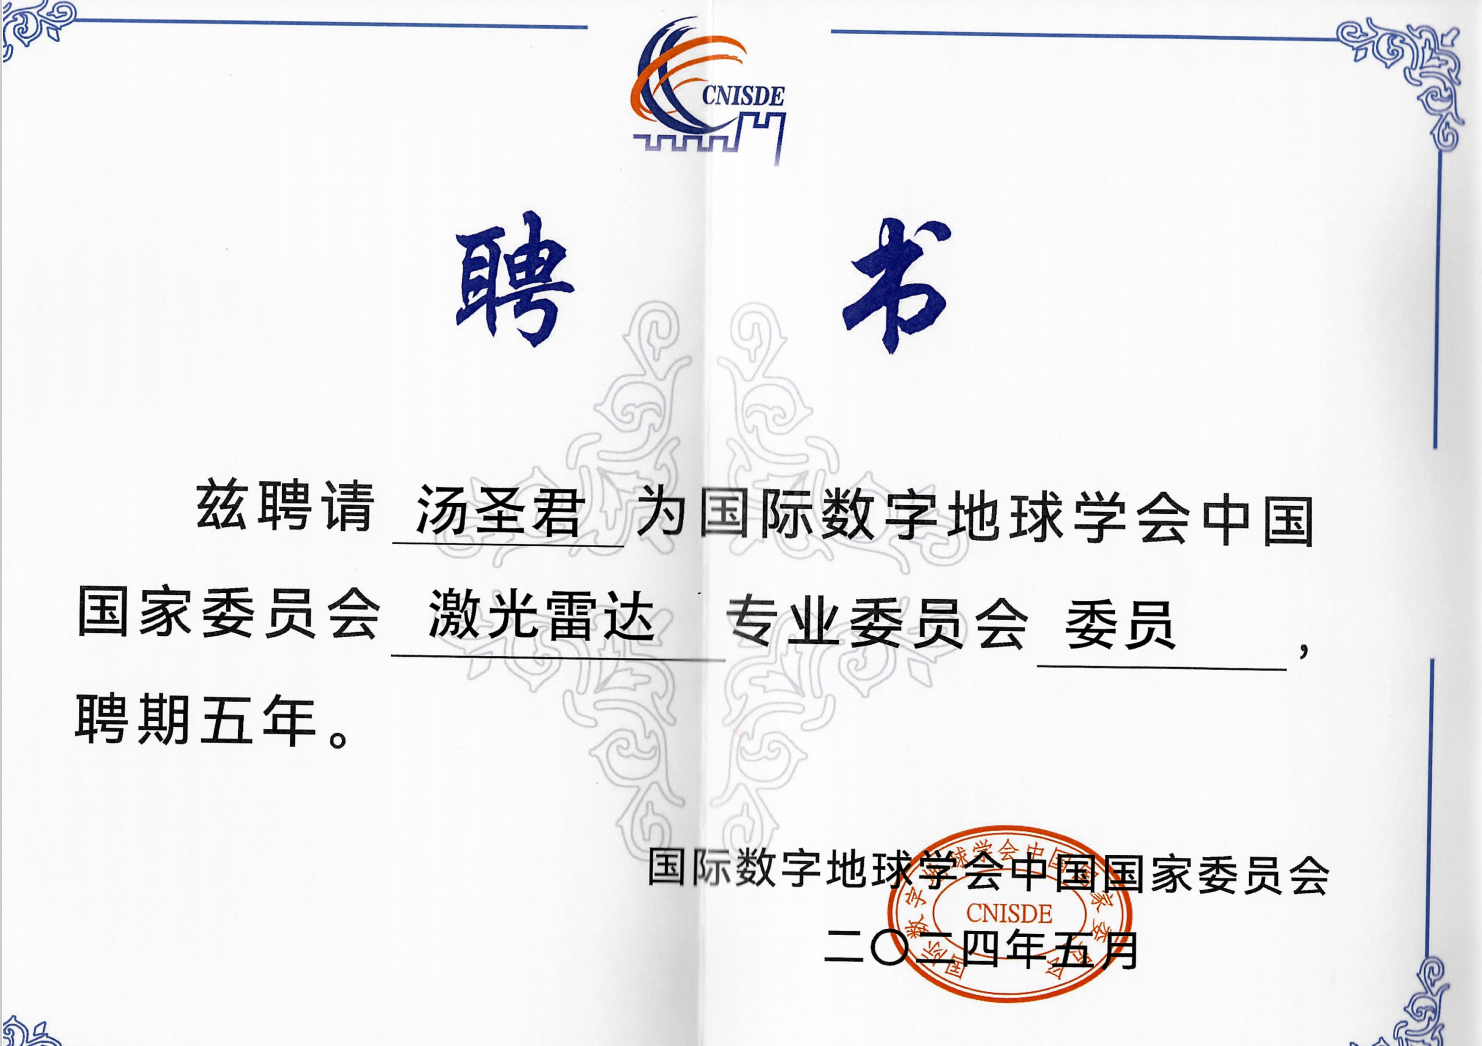 CNISDE
聘 书
兹聘请 汤圣君 为国际数字地球学会中国
国家委员会 激光雷达 专业委员会 委员 ，
聘期五年。
国际数字地球学会中国国家委员会
二〇二四年五月
国际数字地球学会中国国家委员会
CNISDE